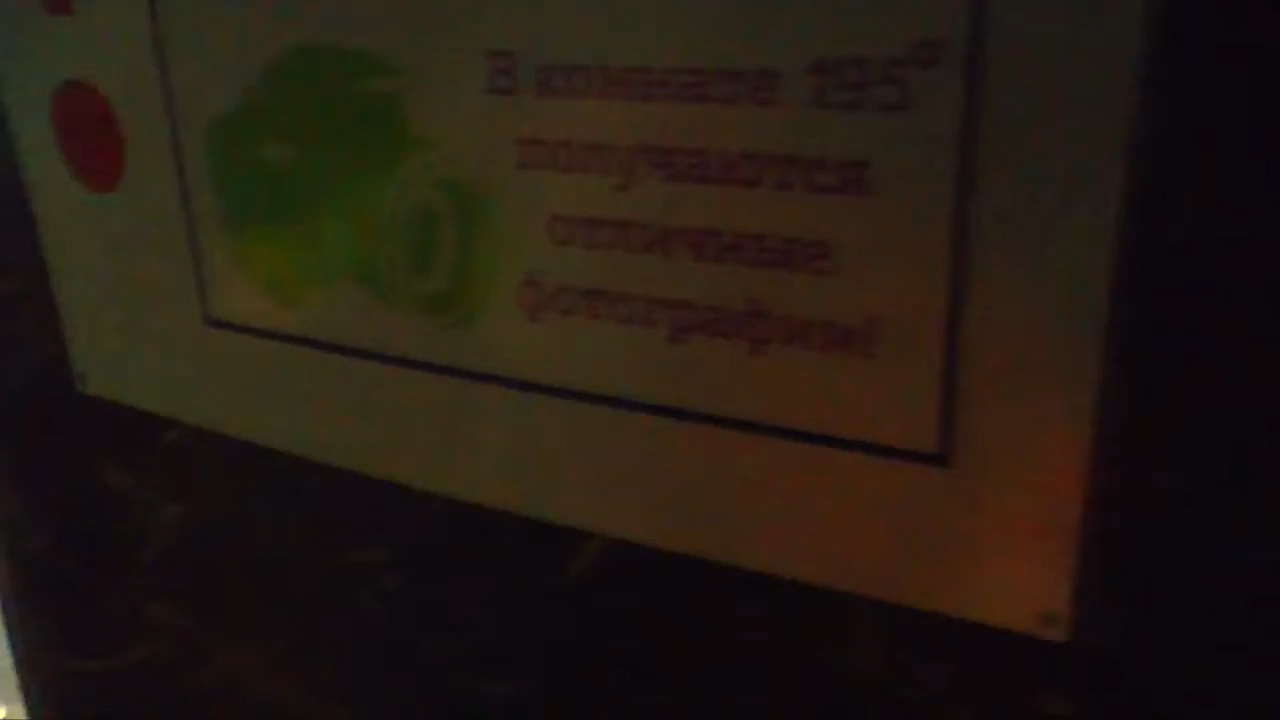 В комнате 195°
получаются
отличные
фотографии!